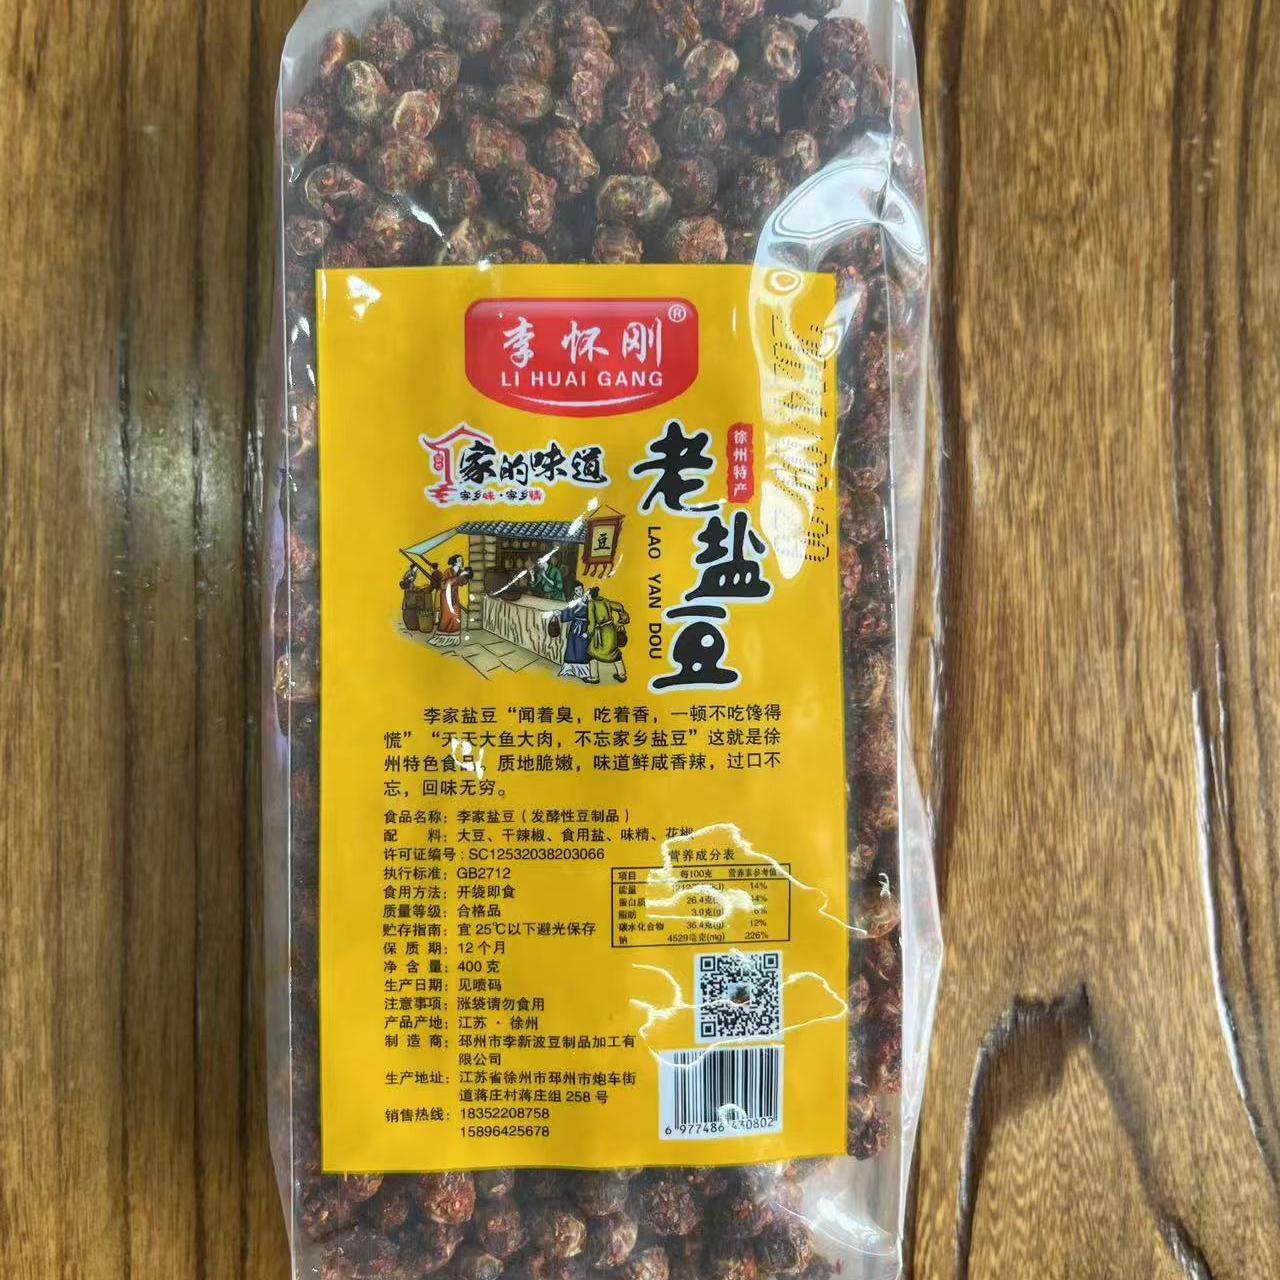 李怀刚®
LI HUAI GANG
徐州特产
家的味道
家乡味·家乡情
老盐豆
LAO YAN DOU
豆
李家盐豆“闻着臭，吃着香，一顿不吃馋得
慌”“天天大鱼大肉，不忘家乡盐豆”这就是徐
州特色食品。质地脆嫩，味道鲜咸香辣，过口不
忘，回味无穷。
食品名称：李家盐豆（发酵性豆制品）
配 料：大豆、干辣椒、食用盐、味精、花椒
许可证编号：SC12532038203066
执行标准：GB2712
食用方法：开袋即食
质量等级：合格品
贮存指南：宜25℃以下避光保存
保 质 期：12个月
净 含 量：400克
生产日期：见喷码
注意事项：涨袋请勿食用
产品产地：江苏·徐州
制 造 商：邳州市李新波豆制品加工有
限公司
生产地址：江苏省徐州市邳州市炮车街
道蒋庄村蒋庄组258号
销售热线：18352208758
15896425678
营养成分表
项目 每100克 营养素参考值
能量 14%
蛋白质 26.4克
脂肪 3.9克(g) 6%
碳水化合物 36.4克(g) 12%
钠 4529毫克(mg) 226%
6 977486 430802